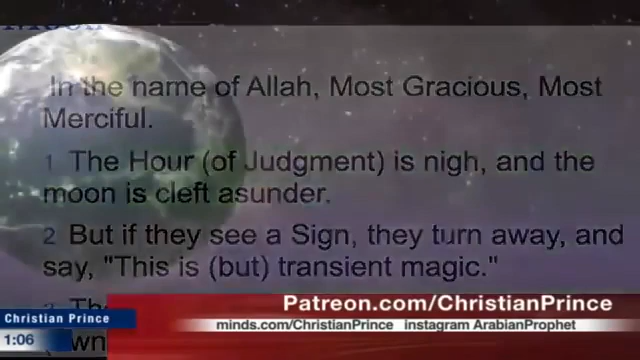 In the name of Allah, Most Gracious, Most
Merciful.
1 The Hour (of Judgment) is nigh, and the
moon is cleft asunder.
2 But if they see a Sign, they turn away, and
say, "This is (but) transient magic."
Patreon.com/ChristianPrince
Christian Prince
minds.com/ChristianPrince instagram ArabianProphet
1:06